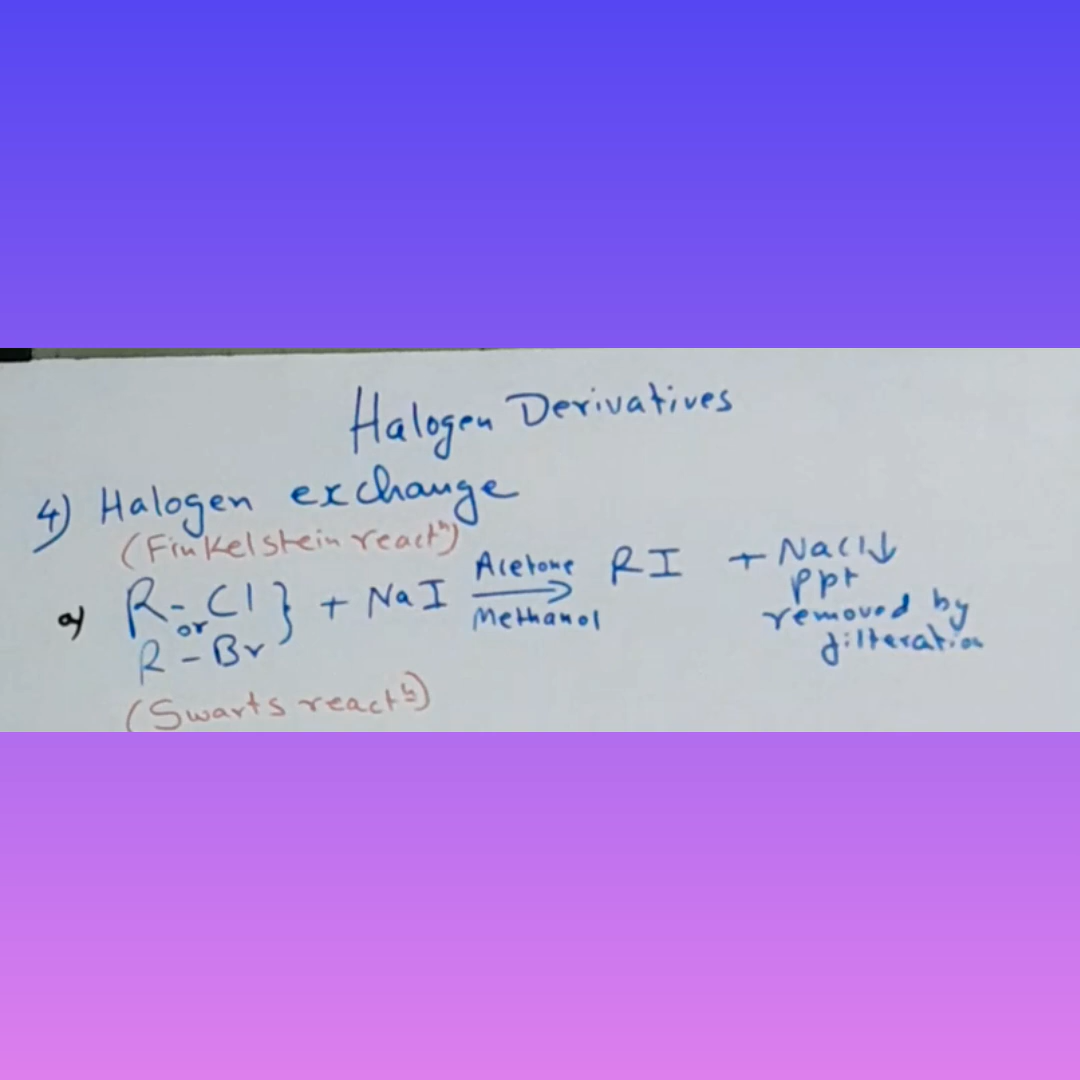 Halogen Derivatives
4) Halogen exchange
(Finkelstein reactⁿ)
a) R-Cl or R-Br } + NaI Acetone Methanol → RI + NaCl↓
ppt
removed by
filteration
(Swarts reactⁿ)